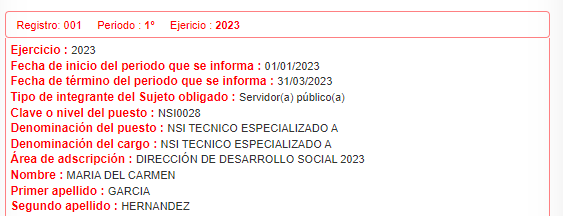 Registro: 001 Periodo : 1º Ejericio : 2023
Ejercicio : 2023
Fecha de inicio del periodo que se informa : 01/01/2023
Fecha de término del periodo que se informa : 31/03/2023
Tipo de integrante del Sujeto obligado : Servidor(a) público(a)
Clave o nivel del puesto : NSI0028
Denominación del puesto : NSI TECNICO ESPECIALIZADO A
Denominación del cargo : NSI TECNICO ESPECIALIZADO A
Área de adscripción : DIRECCIÓN DE DESARROLLO SOCIAL 2023
Nombre : MARIA DEL CARMEN
Primer apellido : GARCIA
Segundo apellido : HERNANDEZ